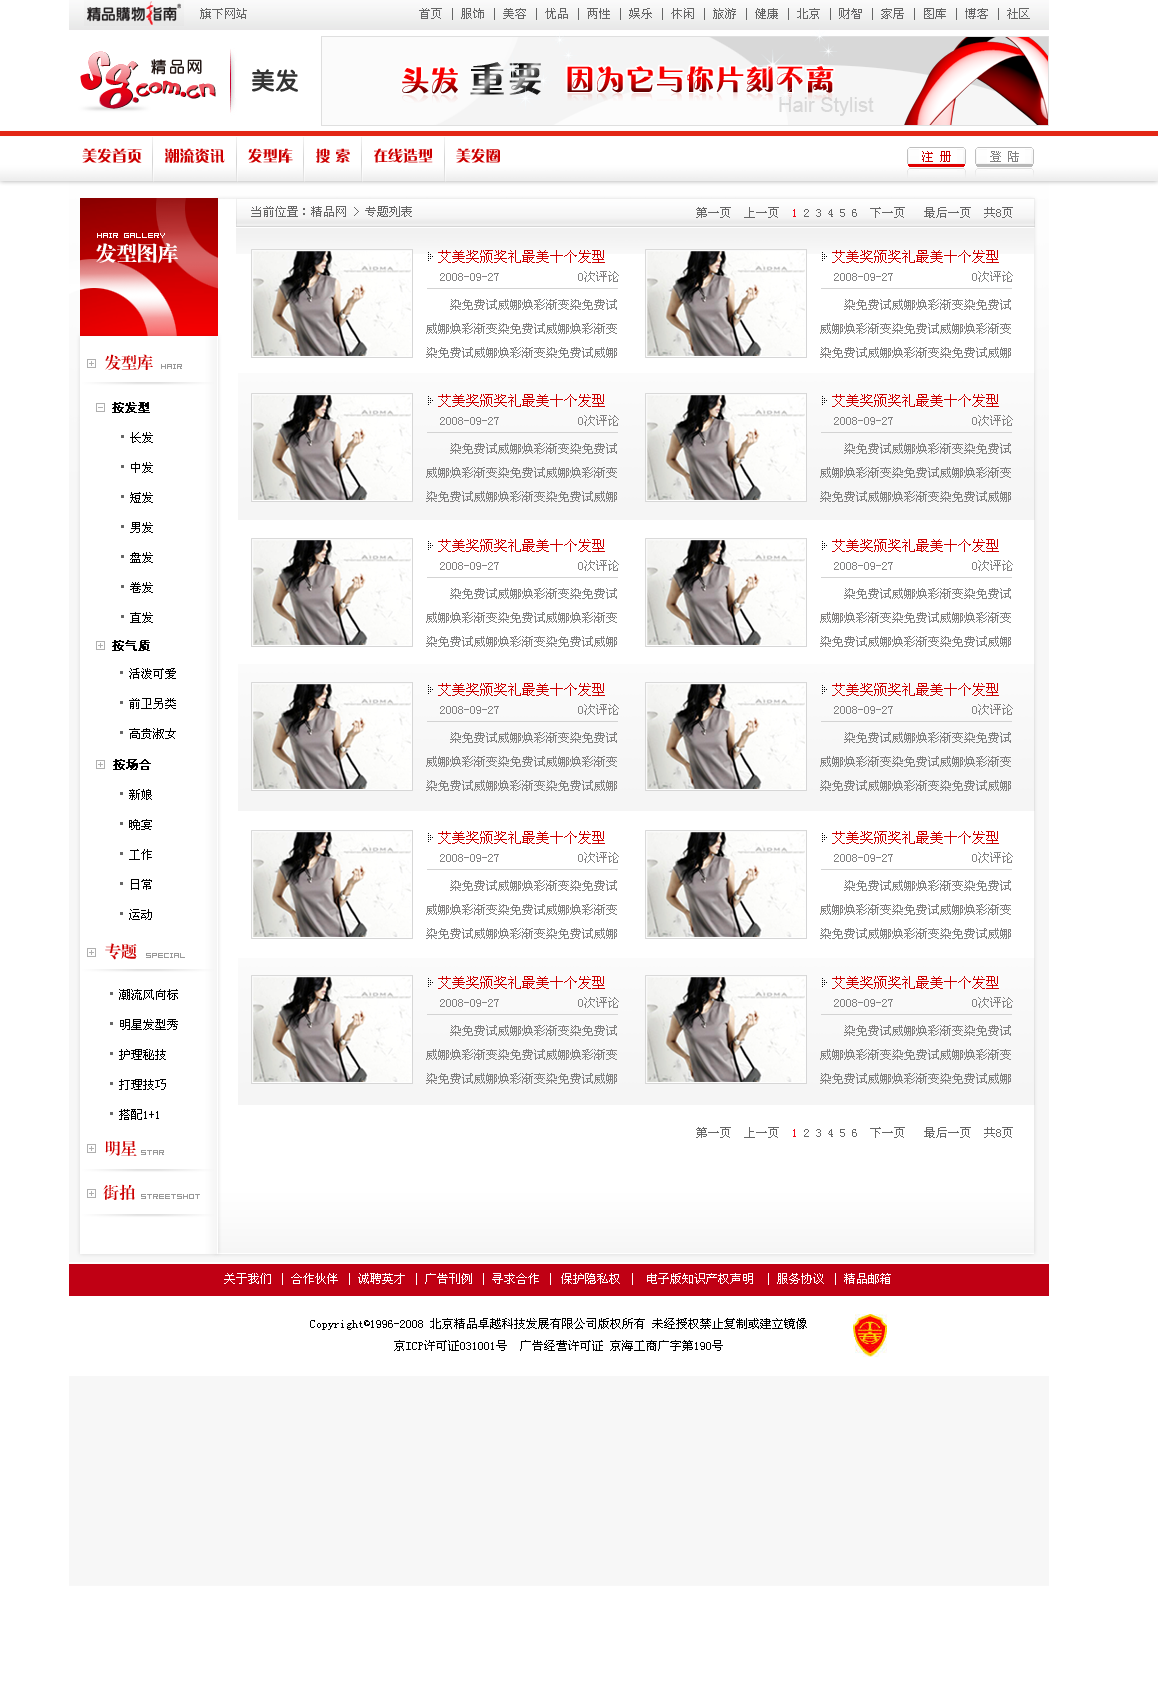 精品購物指南 旗下网站 首页 | 服饰 | 美容 | 优品 | 两性 | 娱乐 | 休闲 | 旅游 | 健康 | 北京 | 财智 | 家居 | 图库 | 博客 | 社区
精品网
Sg.com.cn
美发
头发 重要 因为它与你片刻不离
Hair Stylist
美发首页 潮流资讯 发型库 搜 索 在线造型 美发圈 注 册 登 陆
HAIR GALLERY
发型图库
发型库 HAIR
按发型
长发
中发
短发
男发
盘发
卷发
直发
按气质
活泼可爱
前卫另类
高贵淑女
按场合
新娘
晚宴
工作
日常
运动
专题 SPECIAL
潮流风向标
明星发型秀
护理秘技
打理技巧
搭配1+1
明星 STAR
街拍 STREETSHOT
当前位置：精品网 > 专题列表 第一页 上一页 1 2 3 4 5 6 下一页 最后一页 共8页
艾美奖颁奖礼最美十个发型
2008-09-27 0次评论
染免费试威娜焕彩渐变染免费试
威娜焕彩渐变染免费试威娜焕彩渐变
染免费试威娜焕彩渐变染免费试威娜
艾美奖颁奖礼最美十个发型
2008-09-27 0次评论
染免费试威娜焕彩渐变染免费试
威娜焕彩渐变染免费试威娜焕彩渐变
染免费试威娜焕彩渐变染免费试威娜
艾美奖颁奖礼最美十个发型
2008-09-27 0次评论
染免费试威娜焕彩渐变染免费试
威娜焕彩渐变染免费试威娜焕彩渐变
染免费试威娜焕彩渐变染免费试威娜
艾美奖颁奖礼最美十个发型
2008-09-27 0次评论
染免费试威娜焕彩渐变染免费试
威娜焕彩渐变染免费试威娜焕彩渐变
染免费试威娜焕彩渐变染免费试威娜
艾美奖颁奖礼最美十个发型
2008-09-27 0次评论
染免费试威娜焕彩渐变染免费试
威娜焕彩渐变染免费试威娜焕彩渐变
染免费试威娜焕彩渐变染免费试威娜
艾美奖颁奖礼最美十个发型
2008-09-27 0次评论
染免费试威娜焕彩渐变染免费试
威娜焕彩渐变染免费试威娜焕彩渐变
染免费试威娜焕彩渐变染免费试威娜
艾美奖颁奖礼最美十个发型
2008-09-27 0次评论
染免费试威娜焕彩渐变染免费试
威娜焕彩渐变染免费试威娜焕彩渐变
染免费试威娜焕彩渐变染免费试威娜
艾美奖颁奖礼最美十个发型
2008-09-27 0次评论
染免费试威娜焕彩渐变染免费试
威娜焕彩渐变染免费试威娜焕彩渐变
染免费试威娜焕彩渐变染免费试威娜
艾美奖颁奖礼最美十个发型
2008-09-27 0次评论
染免费试威娜焕彩渐变染免费试
威娜焕彩渐变染免费试威娜焕彩渐变
染免费试威娜焕彩渐变染免费试威娜
艾美奖颁奖礼最美十个发型
2008-09-27 0次评论
染免费试威娜焕彩渐变染免费试
威娜焕彩渐变染免费试威娜焕彩渐变
染免费试威娜焕彩渐变染免费试威娜
艾美奖颁奖礼最美十个发型
2008-09-27 0次评论
染免费试威娜焕彩渐变染免费试
威娜焕彩渐变染免费试威娜焕彩渐变
染免费试威娜焕彩渐变染免费试威娜
艾美奖颁奖礼最美十个发型
2008-09-27 0次评论
染免费试威娜焕彩渐变染免费试
威娜焕彩渐变染免费试威娜焕彩渐变
染免费试威娜焕彩渐变染免费试威娜
第一页 上一页 1 2 3 4 5 6 下一页 最后一页 共8页
关于我们 | 合作伙伴 | 诚聘英才 | 广告刊例 | 寻求合作 | 保护隐私权 | 电子版知识产权声明 | 服务协议 | 精品邮箱
Copyright©1996-2008 北京精品卓越科技发展有限公司版权所有 未经授权禁止复制或建立镜像
京ICP许可证031001号 广告经营许可证 京海工商广字第190号